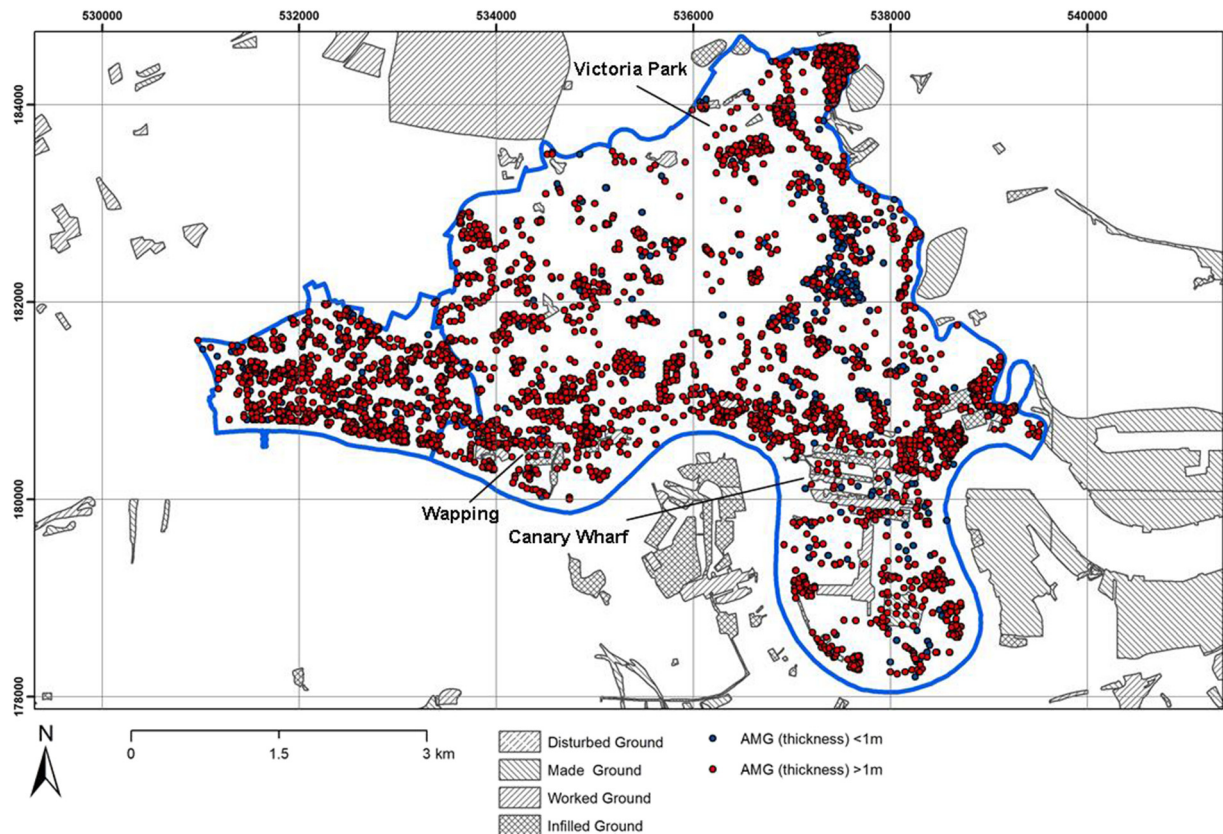 530000 532000 534000 536000 538000 540000
184000
182000
180000
178000
Victoria Park
Wapping
Canary Wharf
N
0 1.5 3 km
Disturbed Ground
Made Ground
Worked Ground
Infilled Ground
AMG (thickness) <1m
AMG (thickness) >1m